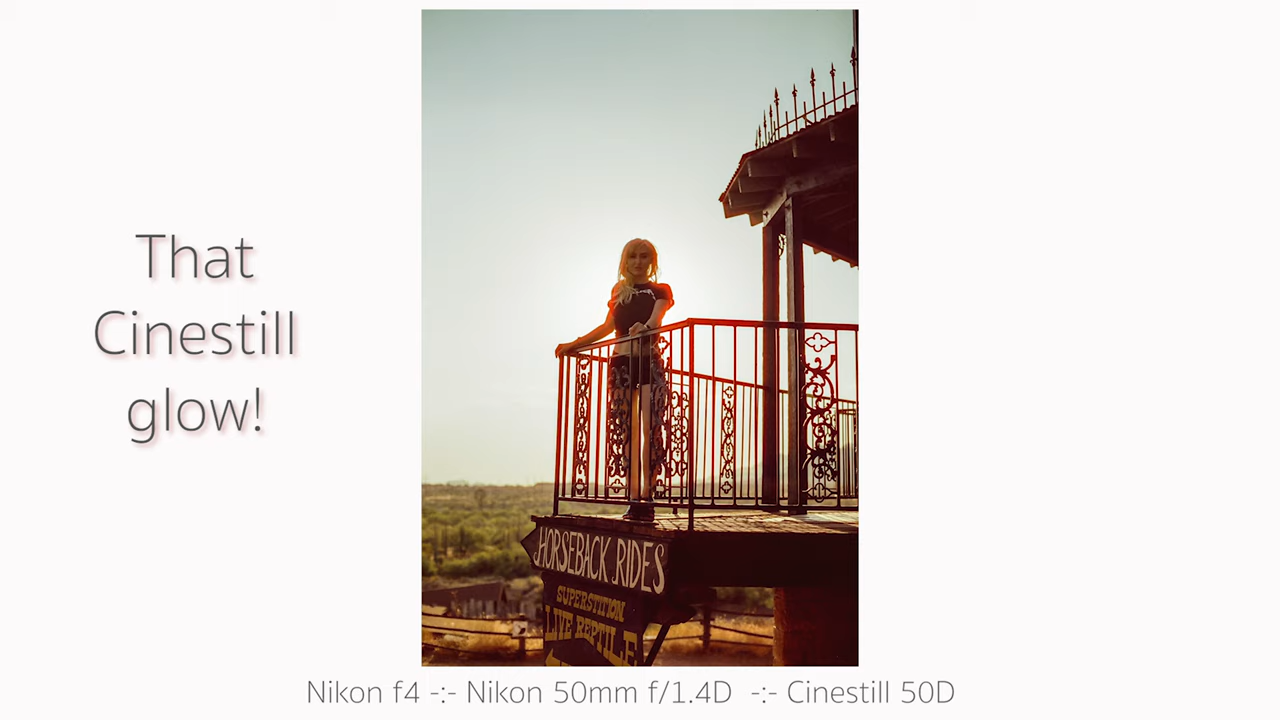 That
Cinestill
glow!
HORSEBACK RIDES
SUPERSTITION
LIVE REPTILE
Nikon f4 -:- Nikon 50mm f/1.4D -:- Cinestill 50D